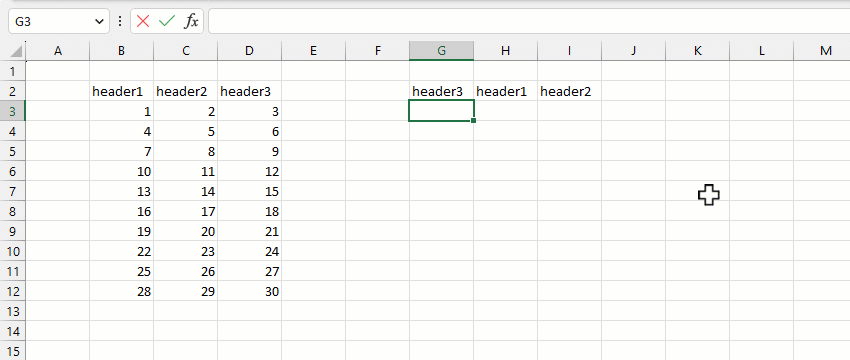 G3 fx
A B C D E F G H I J K L M
1
2 header1 header2 header3 header3 header1 header2
3 1 2 3
4 4 5 6
5 7 8 9
6 10 11 12
7 13 14 15
8 16 17 18
9 19 20 21
10 22 23 24
11 25 26 27
12 28 29 30
13
14
15